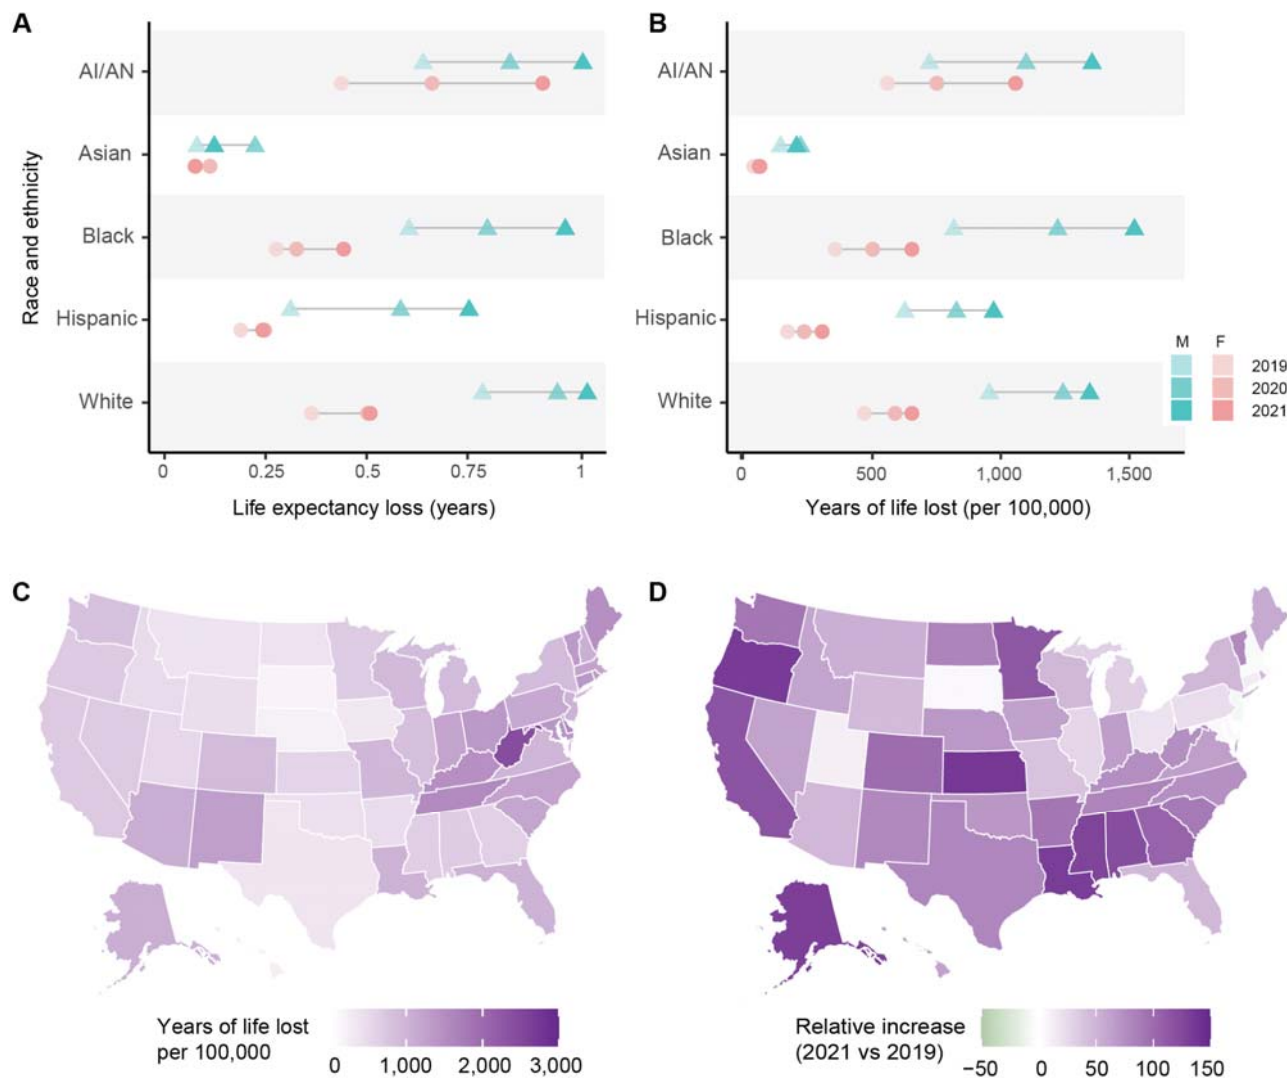 A
Race and ethnicity
AI/AN
Asian
Black
Hispanic
White
0 0.25 0.5 0.75 1
Life expectancy loss (years)
B
AI/AN
Asian
Black
Hispanic
White
M F
2019
2020
2021
0 500 1,000 1,500
Years of life lost (per 100,000)
C
Years of life lost
per 100,000
0 1,000 2,000 3,000
D
Relative increase
(2021 vs 2019)
−50 0 50 100 150